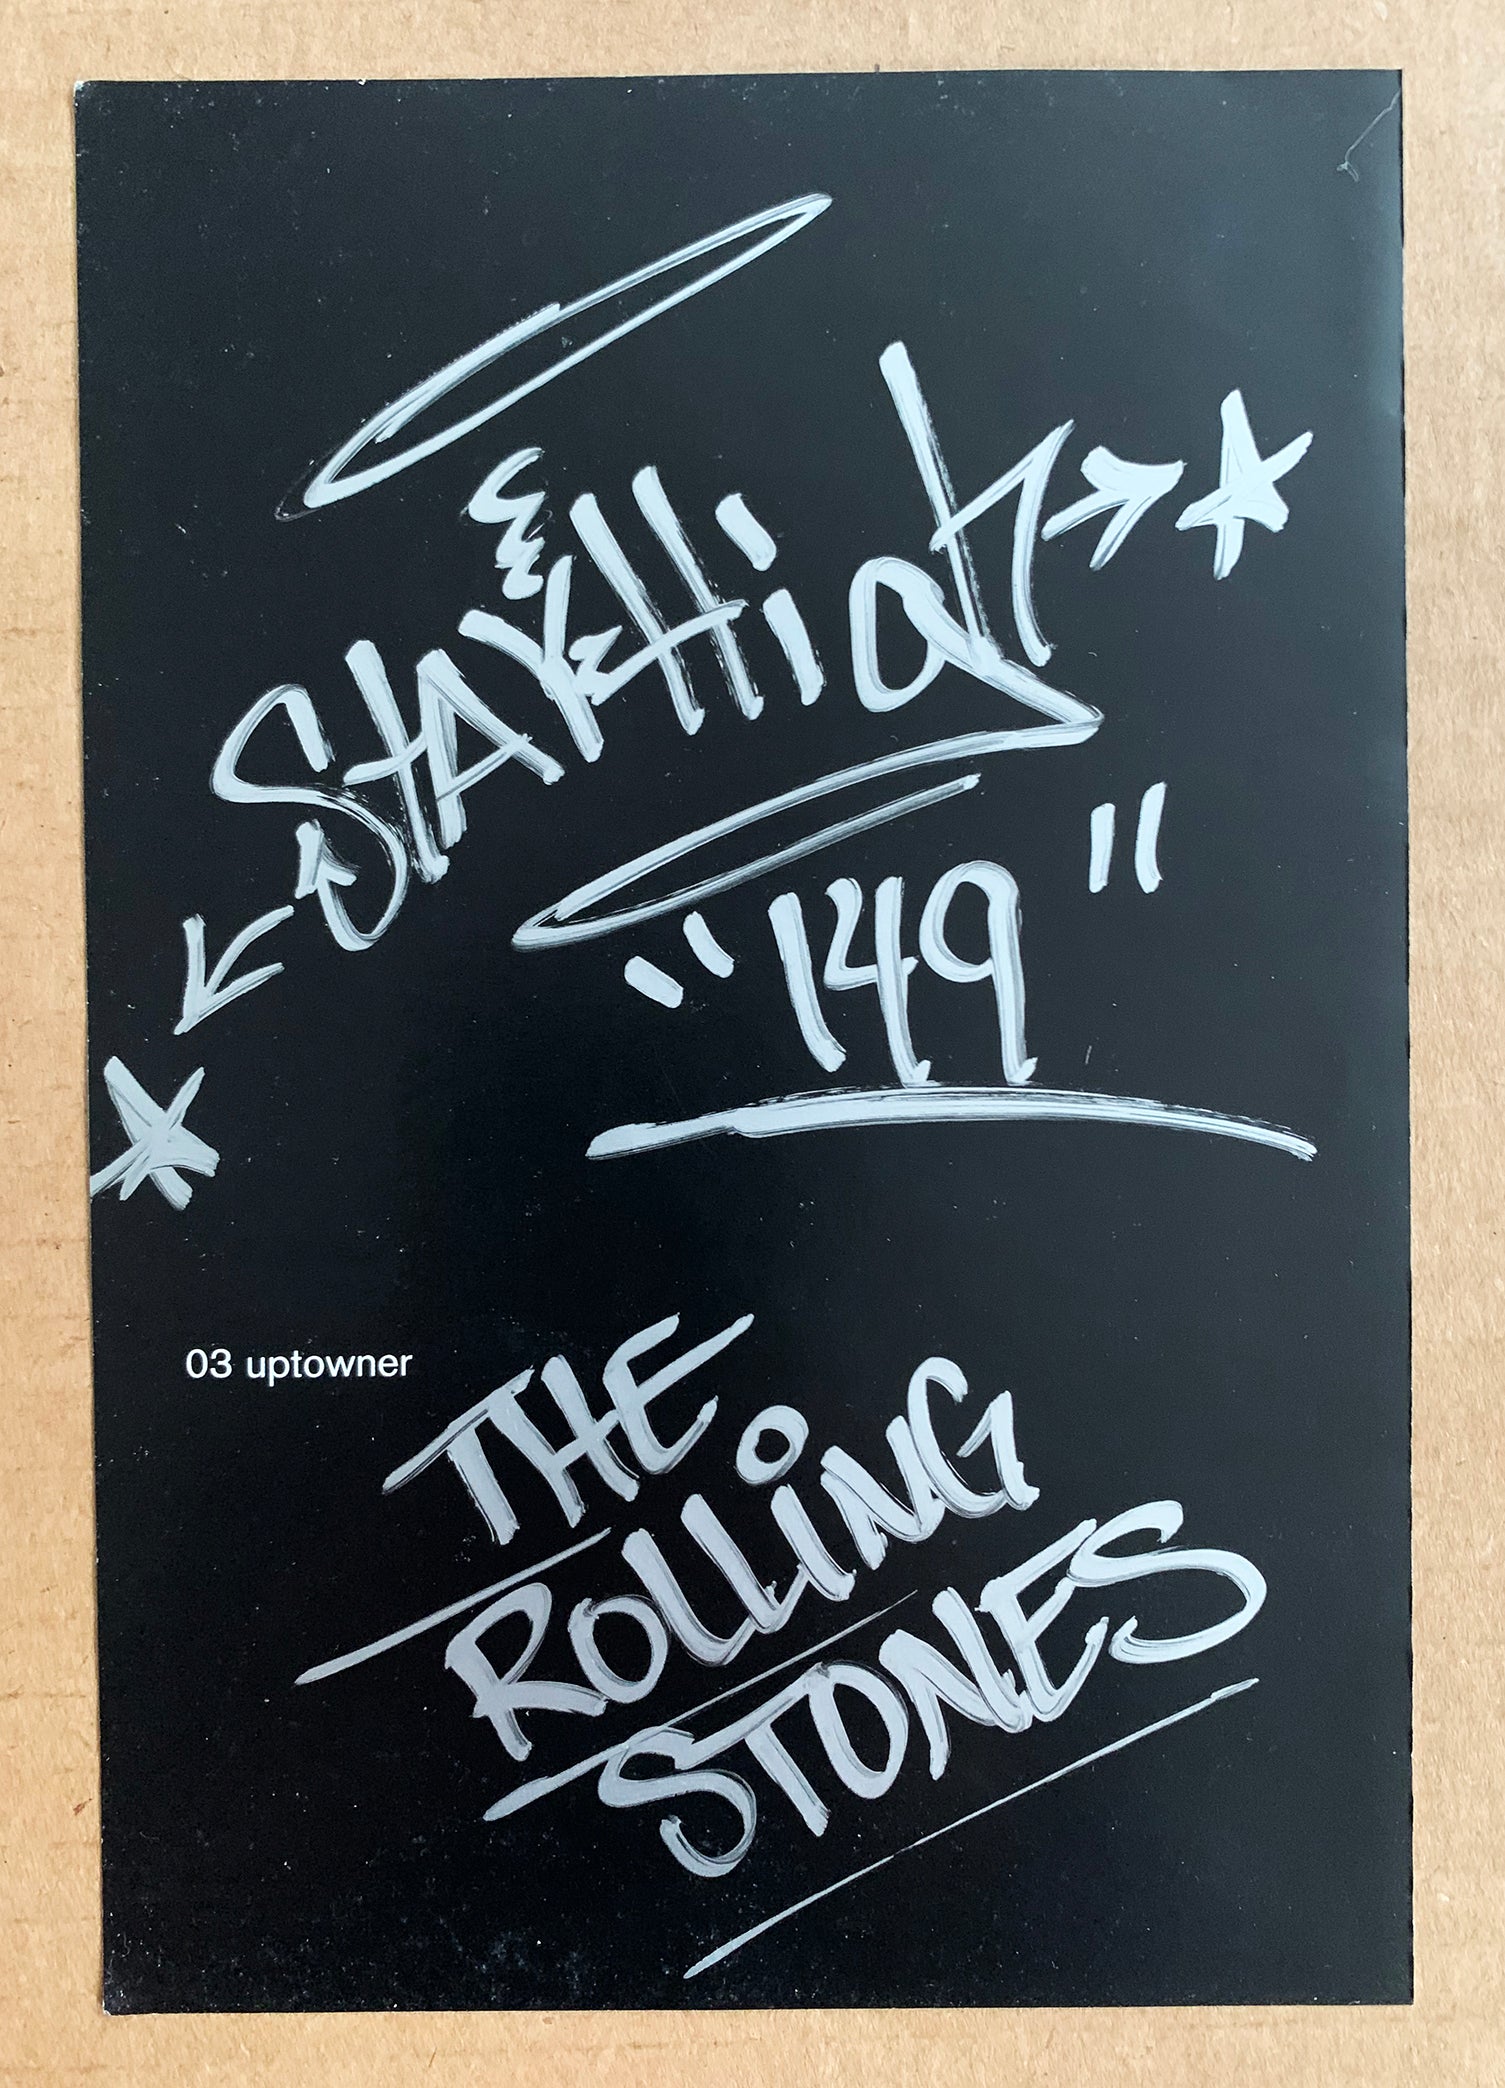 STAYHigh
"149"
03 uptowner
THE
ROLLING
STONES